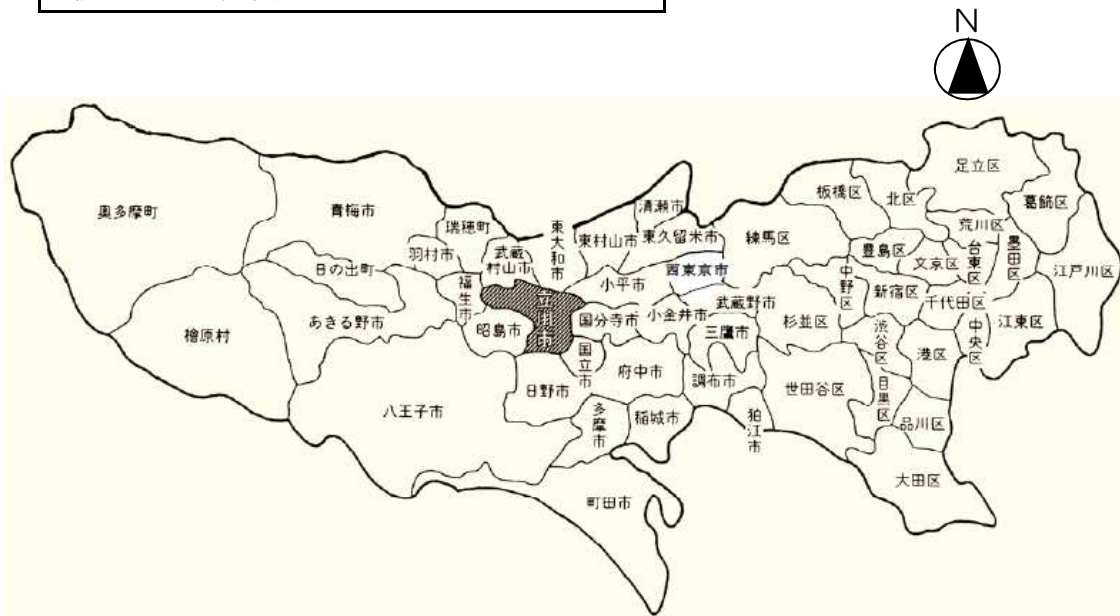 N
足立区
板橋区
北区
葛飾区
清瀬市
荒川区
奥多摩町
青梅市
瑞穂町
東大和市
東村山市
東久留米市
練馬区
豊島区
文京区
台東区
墨田区
江戸川区
羽村市
武蔵
村山市
日の出町
西東京市
中野区
新宿区
千代田区
福生市
小平市
武蔵野市
あきる野市
立川市
昭島市
国分寺市
小金井市
三鷹市
杉並区
渋谷区
港区
中央区
江東区
檜原村
国立市
府中市
調布市
世田谷区
目黒区
日野市
八王子市
多摩市
稲城市
狛江市
品川区
大田区
町田市